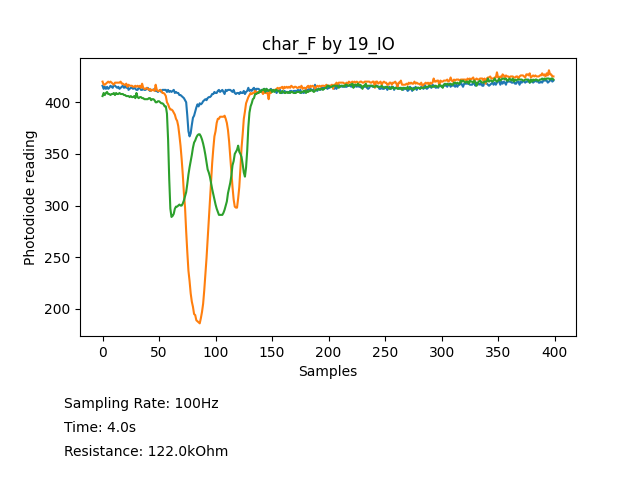 char_F by 19_IO
Photodiode reading
400
350
300
250
200
0 50 100 150 200 250 300 350 400
Samples
Sampling Rate: 100Hz
Time: 4.0s
Resistance: 122.0kOhm